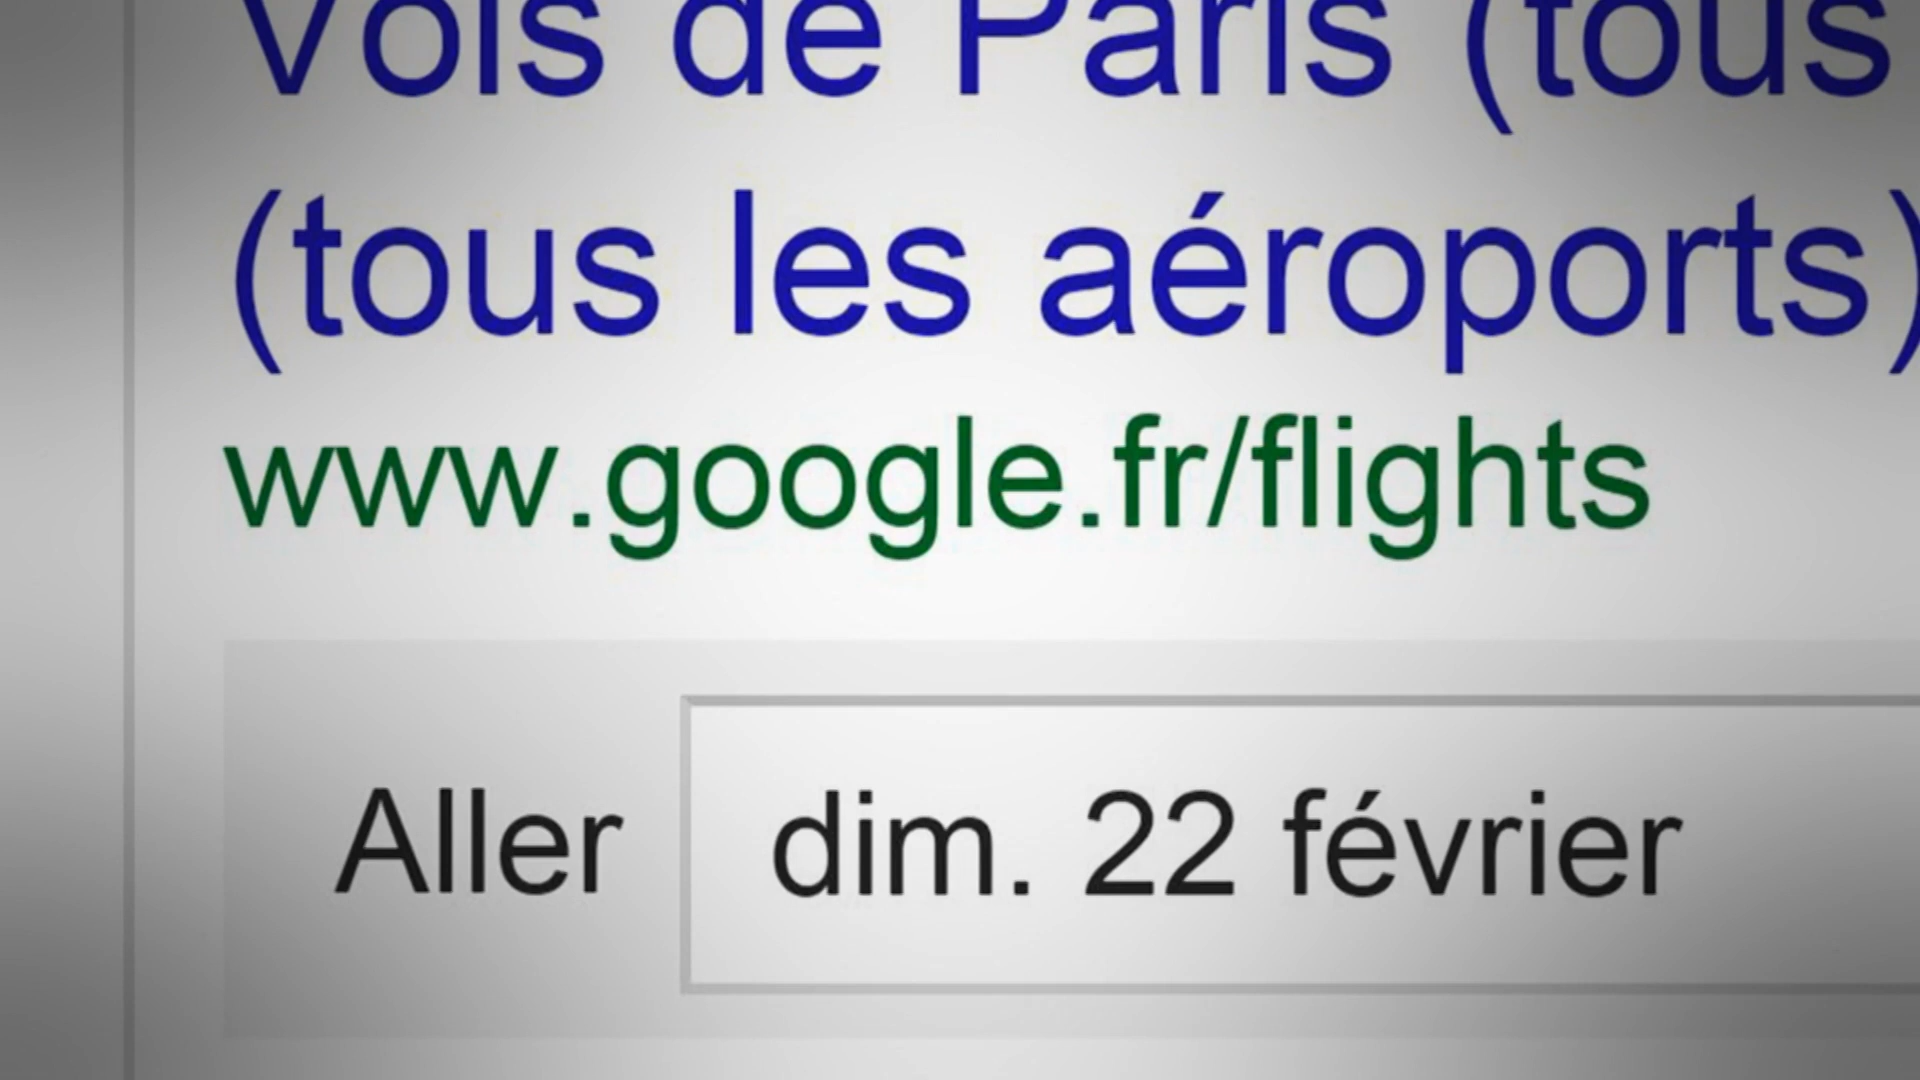 Vols de Paris (tous
(tous les aéroports)
www.google.fr/flights
Aller dim. 22 février